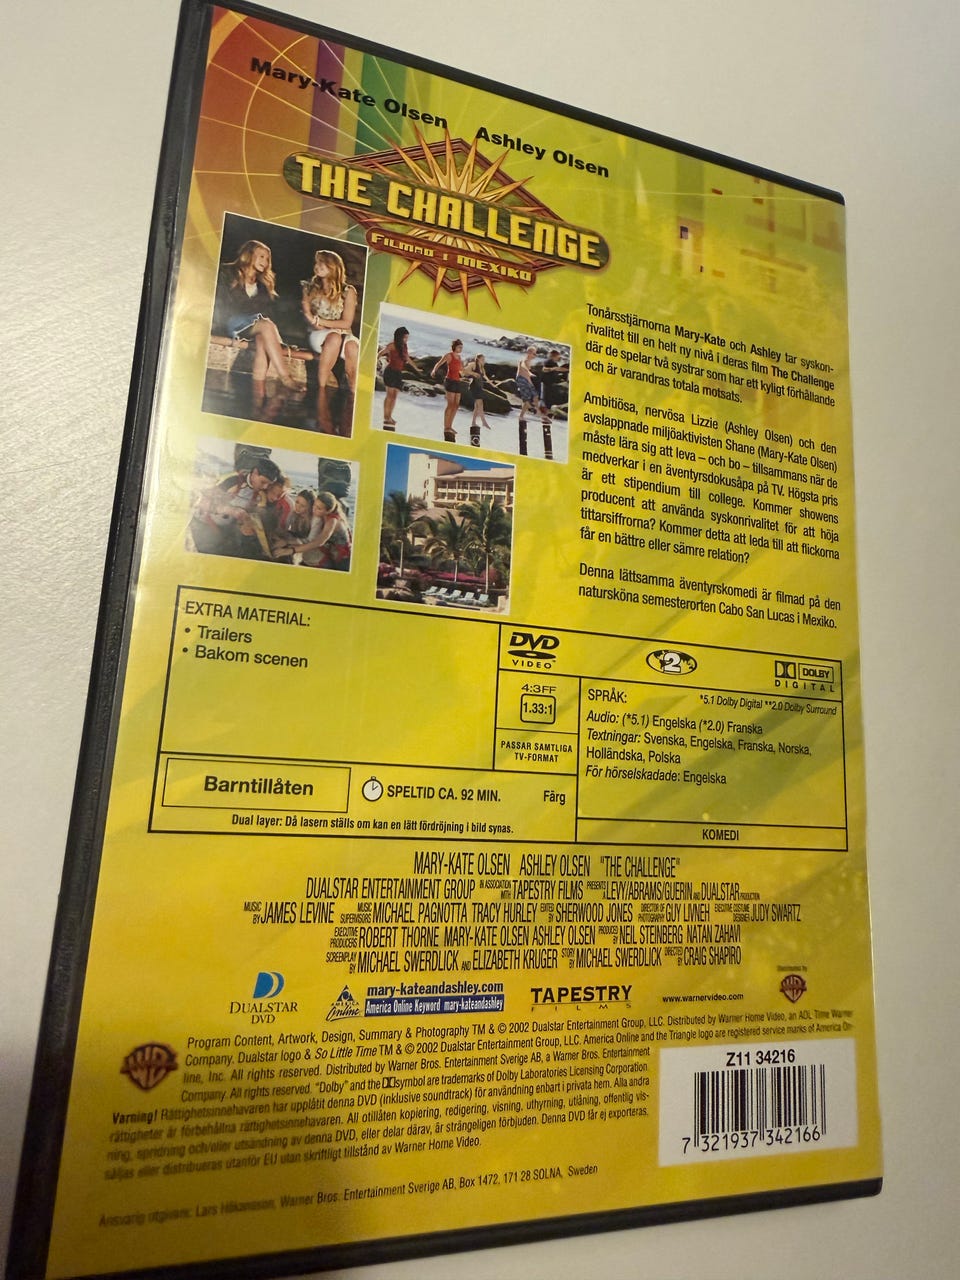 Mary-Kate Olsen Ashley Olsen
THE CHALLENGE
FILMAD I MEXIKO
Tonårsstjärnorna Mary-Kate och Ashley tar syskon-
rivalitet till en helt ny nivå i deras film The Challenge
där de spelar två systrar som har ett kyligt förhållande
och är varandras totala motsats.
Ambitiösa, nervösa Lizzie (Ashley Olsen) och den
avslappnade miljöaktivisten Shane (Mary-Kate Olsen)
måste lära sig att leva – och bo – tillsammans när de
medverkar i en äventyrsdokusåpa på TV. Högsta pris
är ett stipendium till college. Kommer showens
producent att använda syskonrivalitet för att höja
tittarsiffrorna? Kommer detta att leda till att flickorna
får en bättre eller sämre relation?
Denna lättsamma äventyrskomedi är filmad på den
natursköna semesterorten Cabo San Lucas i Mexiko.
EXTRA MATERIAL:
• Trailers
• Bakom scenen
DVD
VIDEO
2
DOLBY
DIGITAL
4:3FF
1.33:1
PASSAR SAMTLIGA
TV-FORMAT
SPRÅK:
*5.1 Dolby Digital **2.0 Dolby Surround
Audio: (*5.1) Engelska (*2.0) Franska
Textningar: Svenska, Engelska, Franska, Norska,
Holländska, Polska
För hörselskadade: Engelska
Barntillåten
SPELTID CA. 92 MIN.
Färg
Dual layer: Då lasern ställs om kan en lätt fördröjning i bild synas.
KOMEDI
MARY-KATE OLSEN ASHLEY OLSEN "THE CHALLENGE"
DUALSTAR ENTERTAINMENT GROUP IN ASSOCIATION WITH TAPESTRY FILMS PRESENTS LEVY/ABRAMS/GUERIN AND DUALSTAR PRODUCTION
MUSIC BY JAMES LEVINE MUSIC SUPERVISORS MICHAEL PAGNOTTA TRACY HURLEY EDITED BY SHERWOOD JONES DIRECTOR OF PHOTOGRAPHY GUY LIVNEH EXECUTIVE COSTUME DESIGNER JUDY SWARTZ
EXECUTIVE PRODUCERS ROBERT THORNE MARY-KATE OLSEN ASHLEY OLSEN PRODUCED BY NEIL STEINBERG NATAN ZAHAVI
SCREENPLAY BY MICHAEL SWERDLICK AND ELIZABETH KRUGER STORY BY MICHAEL SWERDLICK DIRECTED BY CRAIG SHAPIRO
DUALSTAR
DVD
AMERICA
Online
mary-kateandashley.com
America Online Keyword mary-kateandashley
TAPESTRY
FILMS
www.warnervideo.com
Distributed by
WB
WB
Program Content, Artwork, Design, Summary & Photography TM & © 2002 Dualstar Entertainment Group, LLC. Distributed by Warner Home Video, an AOL Time Warner
Company. Dualstar logo & So Little Time TM & © 2002 Dualstar Entertainment Group, LLC. America Online and the Triangle logo are registered service marks of America On-
line, Inc. All rights reserved. Distributed by Warner Bros. Entertainment Sverige AB, a Warner Bros. Entertainment
Company. All rights reserved. "Dolby" and the symbol are trademarks of Dolby Laboratories Licensing Corporation.
Varning! Rättighetsinnehavaren har upplåtit denna DVD (inklusive soundtrack) för användning enbart i privata hem. Alla andra
rättigheter är förbehållna rättighetsinnehavaren. All otillåten kopiering, redigering, visning, uthyrning, utlåning, offentlig vis-
ning, spridning och/eller utsändning av denna DVD, eller delar därav, är strängeligen förbjuden. Denna DVD får ej exporteras,
säljas eller distribueras utanför EU utan skriftligt tillstånd av Warner Home Video.
Ansvarig utgivare: Lars Håkansson, Warner Bros. Entertainment Sverige AB, Box 1472, 171 28 SOLNA, Sweden
Z11 34216
7 321937 342166